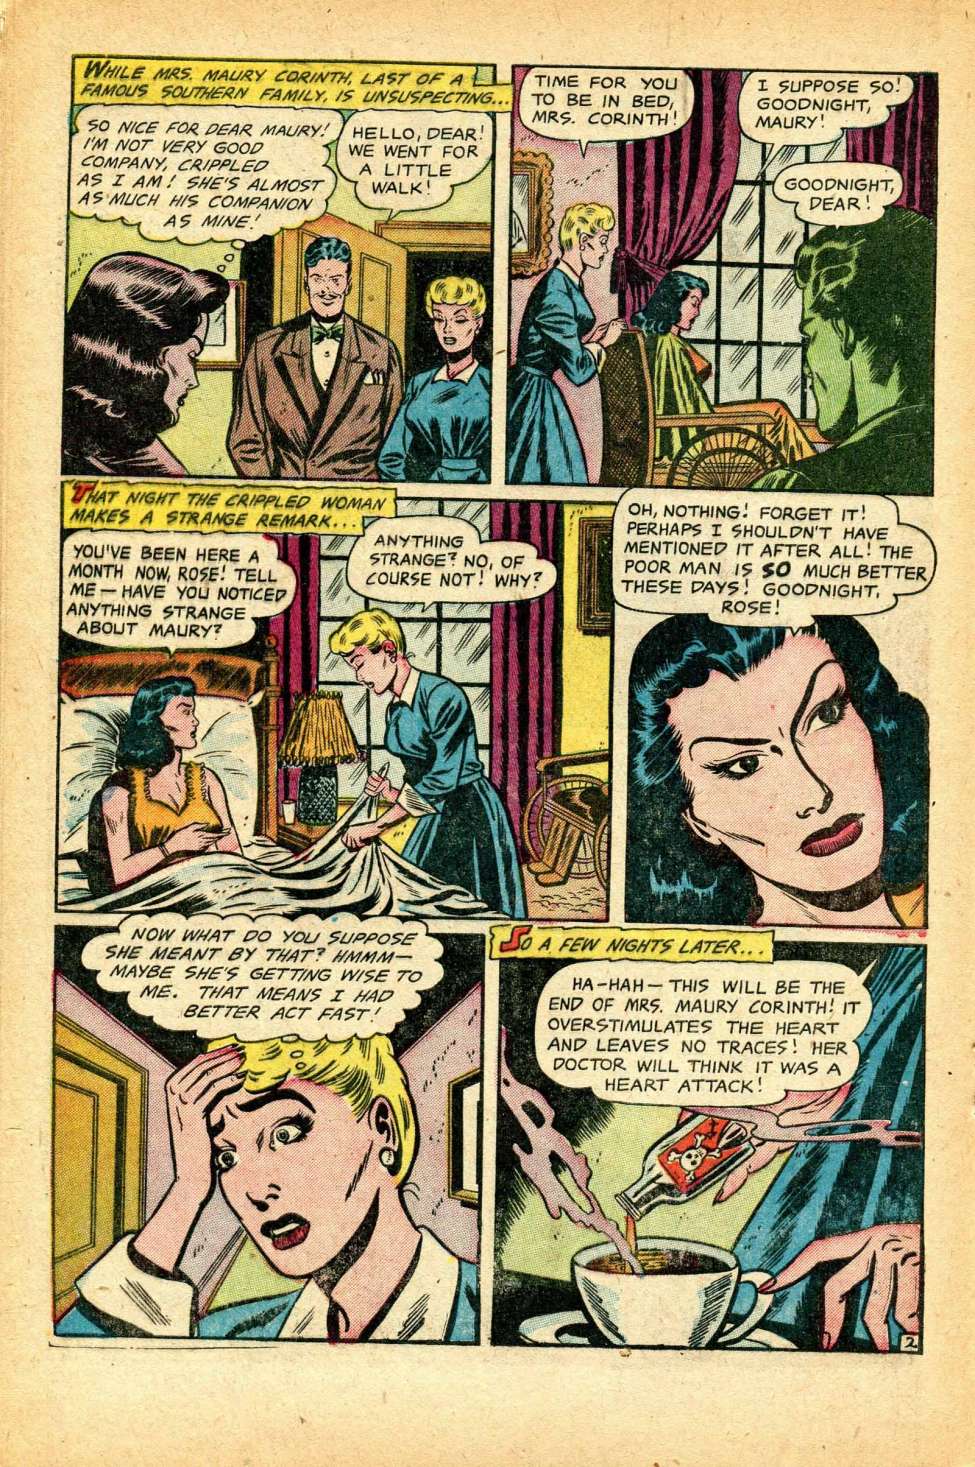 WHILE MRS. MAURY CORINTH, LAST OF A
FAMOUS SOUTHERN FAMILY, IS UNSUSPECTING...
SO NICE FOR DEAR MAURY!
I'M NOT VERY GOOD
COMPANY, CRIPPLED
AS I AM! SHE'S ALMOST
AS MUCH HIS COMPANION
AS MINE!
HELLO, DEAR!
WE WENT FOR
A LITTLE
WALK!
TIME FOR YOU
TO BE IN BED,
MRS. CORINTH!
I SUPPOSE SO!
GOODNIGHT,
MAURY!
GOODNIGHT,
DEAR!
THAT NIGHT THE CRIPPLED WOMAN
MAKES A STRANGE REMARK...
YOU'VE BEEN HERE A
MONTH NOW, ROSE! TELL
ME—HAVE YOU NOTICED
ANYTHING STRANGE
ABOUT MAURY?
ANYTHING
STRANGE? NO, OF
COURSE NOT! WHY?
OH, NOTHING! FORGET IT!
PERHAPS I SHOULDN'T HAVE
MENTIONED IT AFTER ALL! THE
POOR MAN IS SO MUCH BETTER
THESE DAYS! GOODNIGHT,
ROSE!
NOW WHAT DO YOU SUPPOSE
SHE MEANT BY THAT? HMMM—
MAYBE SHE'S GETTING WISE TO
ME. THAT MEANS I HAD
BETTER ACT FAST!
SO A FEW NIGHTS LATER...
HA-HAH—THIS WILL BE THE
END OF MRS. MAURY CORINTH! IT
OVERSTIMULATES THE HEART
AND LEAVES NO TRACES! HER
DOCTOR WILL THINK IT WAS A
HEART ATTACK!
2